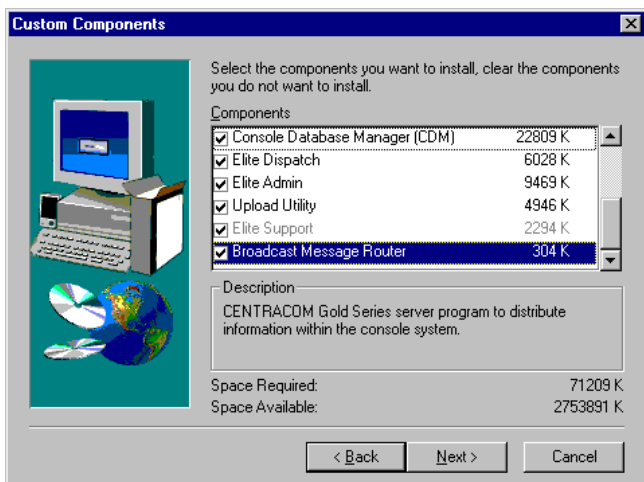 Custom Components
Select the components you want to install, clear the components
you do not want to install.
Components
Console Database Manager (CDM) 22809 K
Elite Dispatch 6028 K
Elite Admin 9469 K
Upload Utility 4946 K
Elite Support 2294 K
Broadcast Message Router 304 K
Description
CENTRACOM Gold Series server program to distribute
information within the console system.
Space Required: 71209 K
Space Available: 2753891 K
< Back Next > Cancel